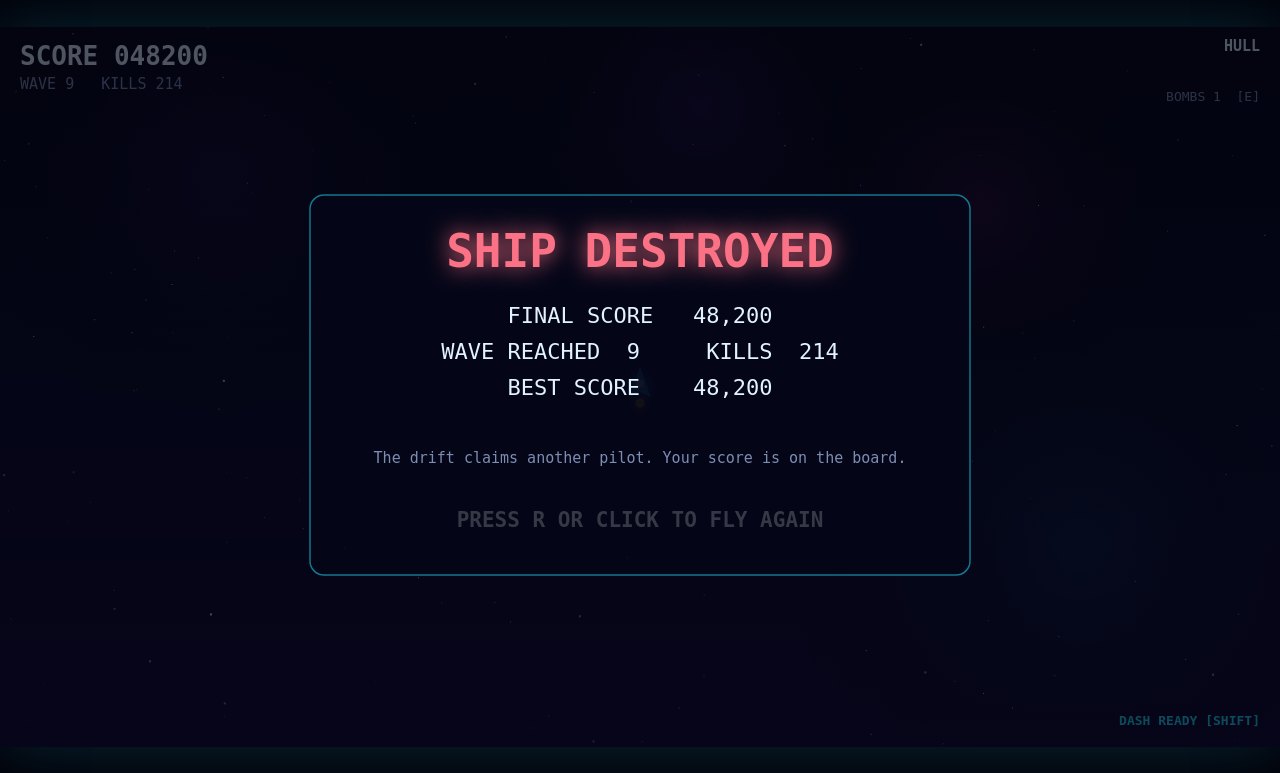 SCORE 048200
HULL
WAVE 9 KILLS 214
BOMBS 1 [E]
SHIP DESTROYED
FINAL SCORE 48,200
WAVE REACHED 9 KILLS 214
BEST SCORE 48,200
The drift claims another pilot. Your score is on the board.
PRESS R OR CLICK TO FLY AGAIN
DASH READY [SHIFT]